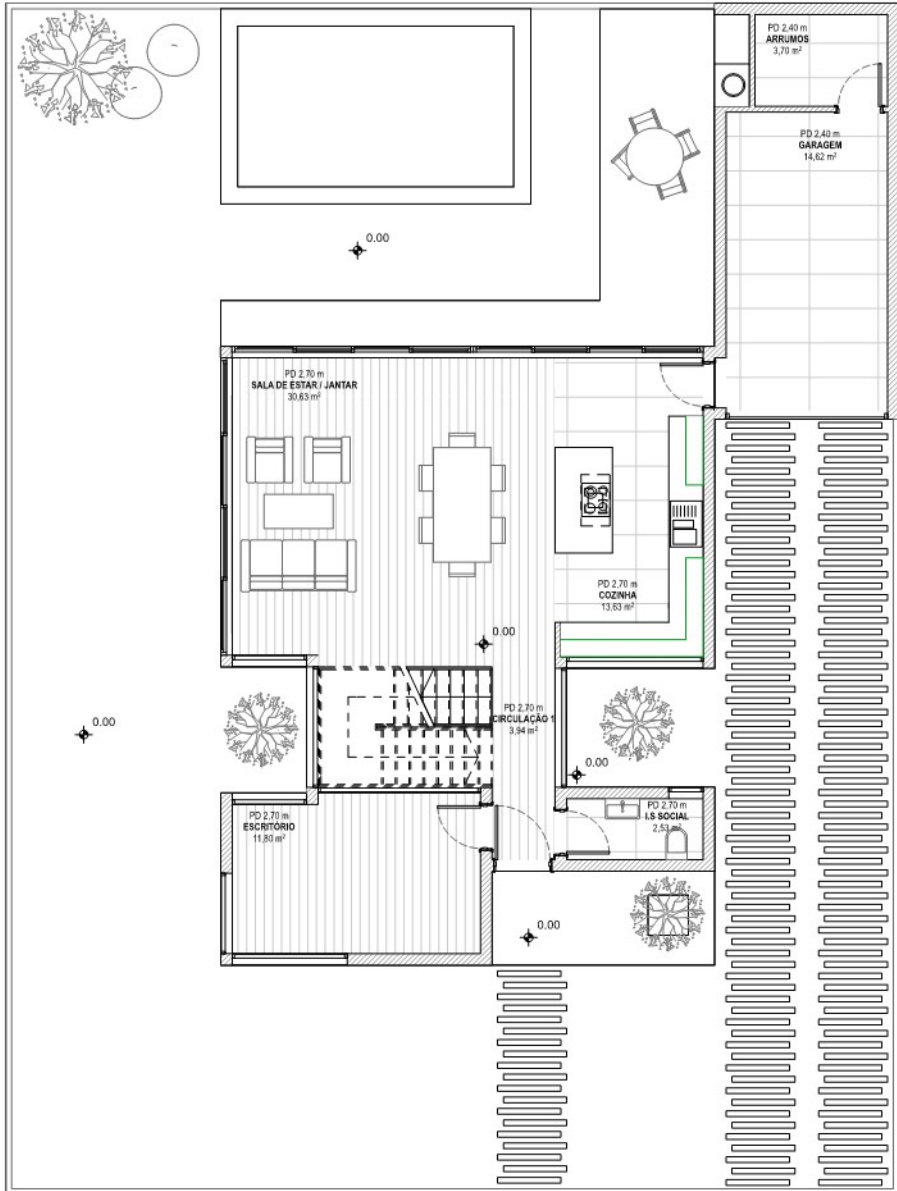 PD 2,40 m
ARRUMOS
3,70 m²
PD 2,40 m
GARAGEM
14,62 m²
0.00
PD 2,70 m
SALA DE ESTAR / JANTAR
30,63 m²
PD 2,70 m
COZINHA
13,63 m²
0.00
PD 2,70 m
CIRCULAÇÃO 1
3,94 m²
0.00
0.00
PD 2,70 m
ESCRITÓRIO
11,80 m²
PD 2,70 m
I.S SOCIAL
2,53 m²
0.00